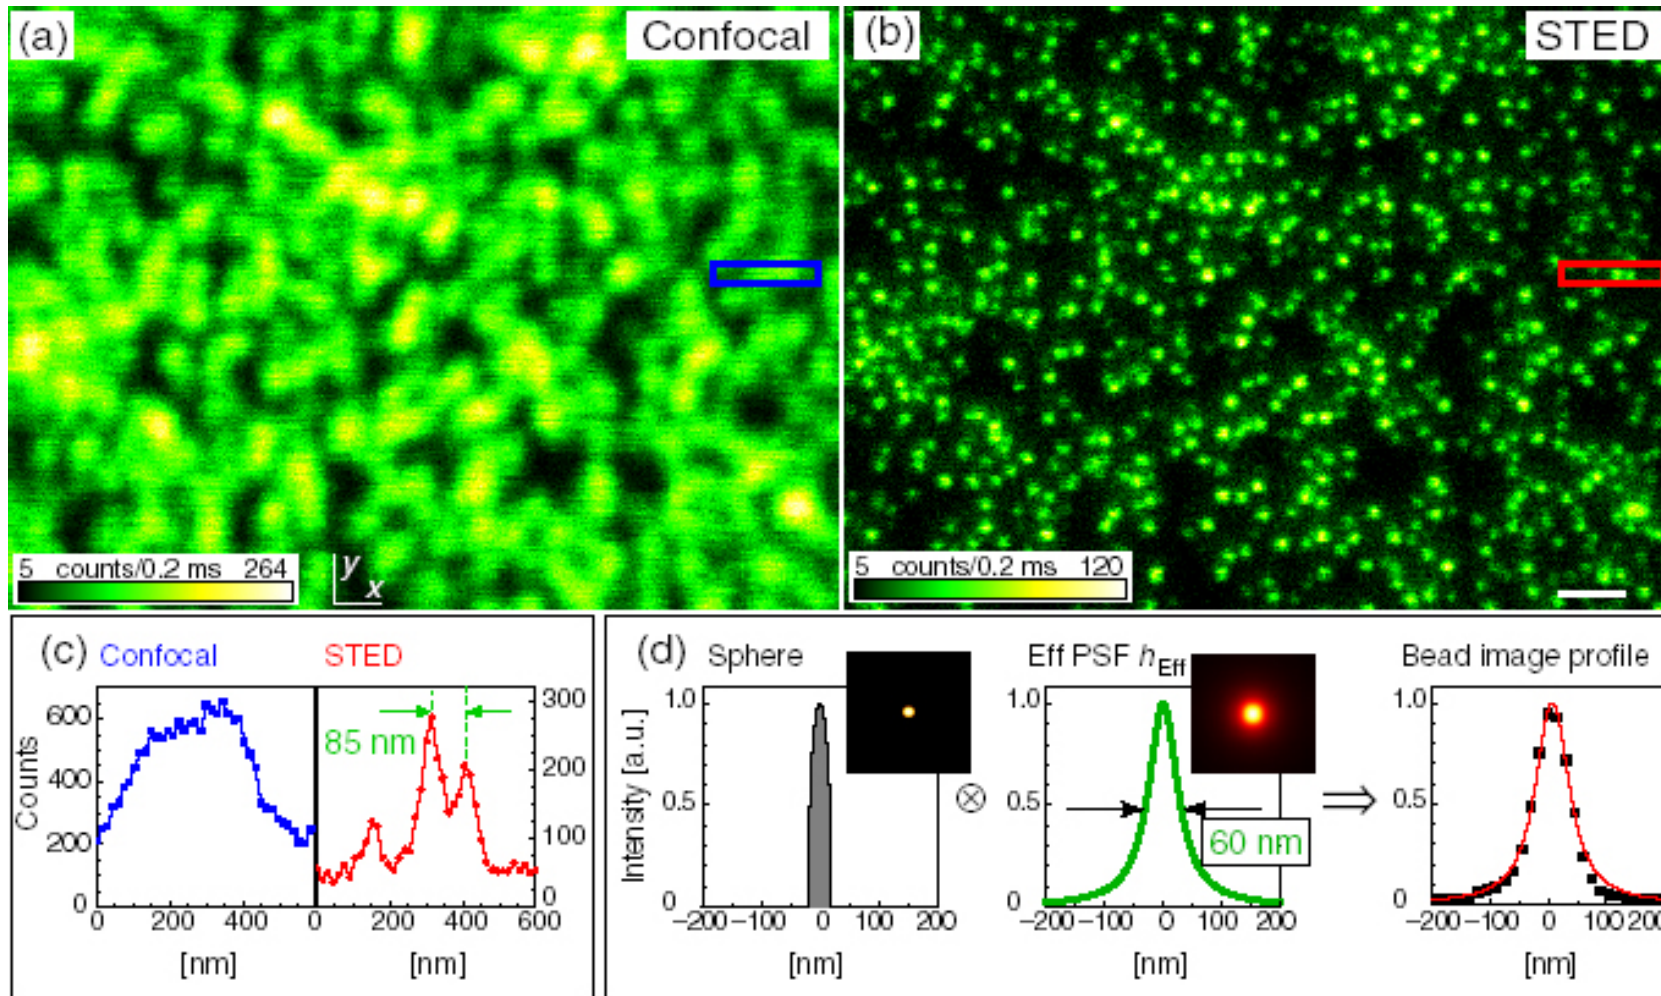 (a) Confocal
(b) STED
5 counts/0.2 ms 264
y
x
5 counts/0.2 ms 120
(c) Confocal STED
600
400
200
0
Counts
300
200
100
0
85 nm
0 200 400 0 200 400 600
[nm] [nm]
(d) Sphere Eff PSF hEff Bead image profile
Intensity [a.u.]
1.0
0.5
0
−200 −100 0 100 200
[nm]
⊗
1.0
0.5
0
60 nm
−200 −100 0 100 200
[nm]
⇒
1.0
0.5
0
−200 −100 0 100 200
[nm]